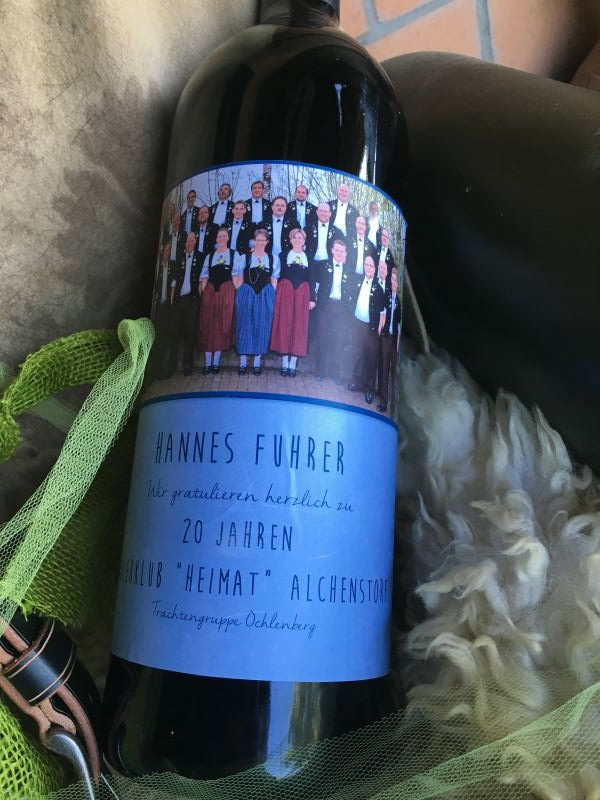 HANNES FUHRER
Wir gratulieren herzlich zu
20 JAHREN
"HEIMAT" ALCHENSTORF
Trachtengruppe Ochlenberg